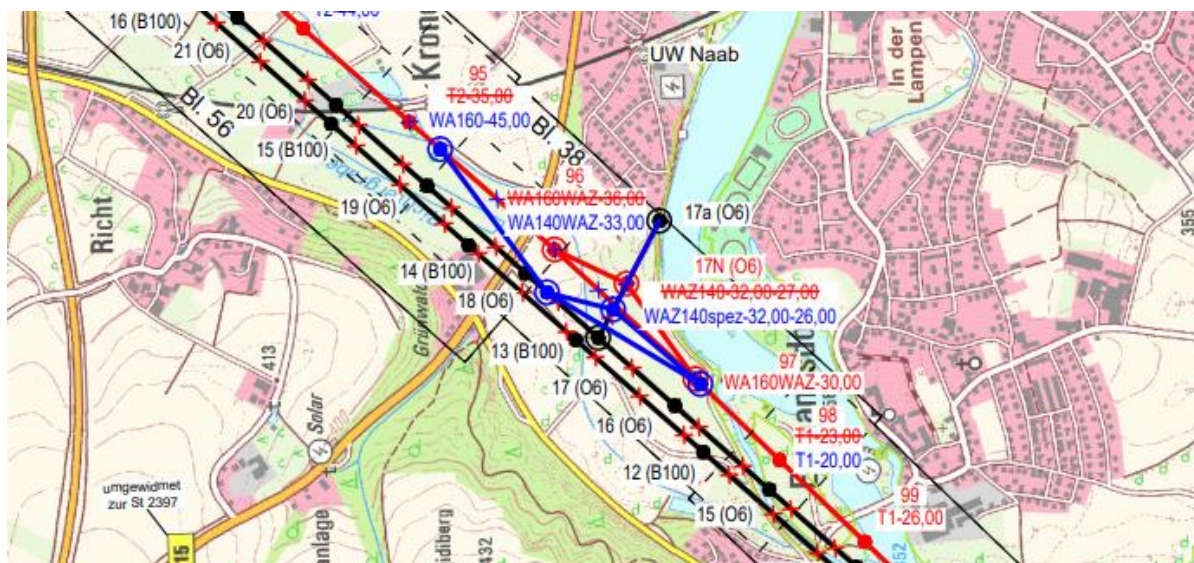 16 (B100)
T2-44,00
21 (O6)
Kron
UW Naab
In der
Lampen
95
T2-35,00
WA160-45,00
20 (O6)
Bl. 56
Bl. 38
15 (B100)
96
WA160WAZ-36,00
WA140WAZ-33,00
19 (O6)
17a (O6)
355
Richt
17N (O6)
14 (B100)
WAZ140-32,00-27,00
18 (O6)
WAZ140spez-32,00-26,00
Grünwald
13 (B100)
413
97
WA160WAZ-30,00
17 (O6)
Solar
98
T1-23,00
T1-20,00
16 (O6)
12 (B100)
umgewidmet
zur St 2397
99
T1-26,00
15 (O6)
anlage
idiberg
432
15
352